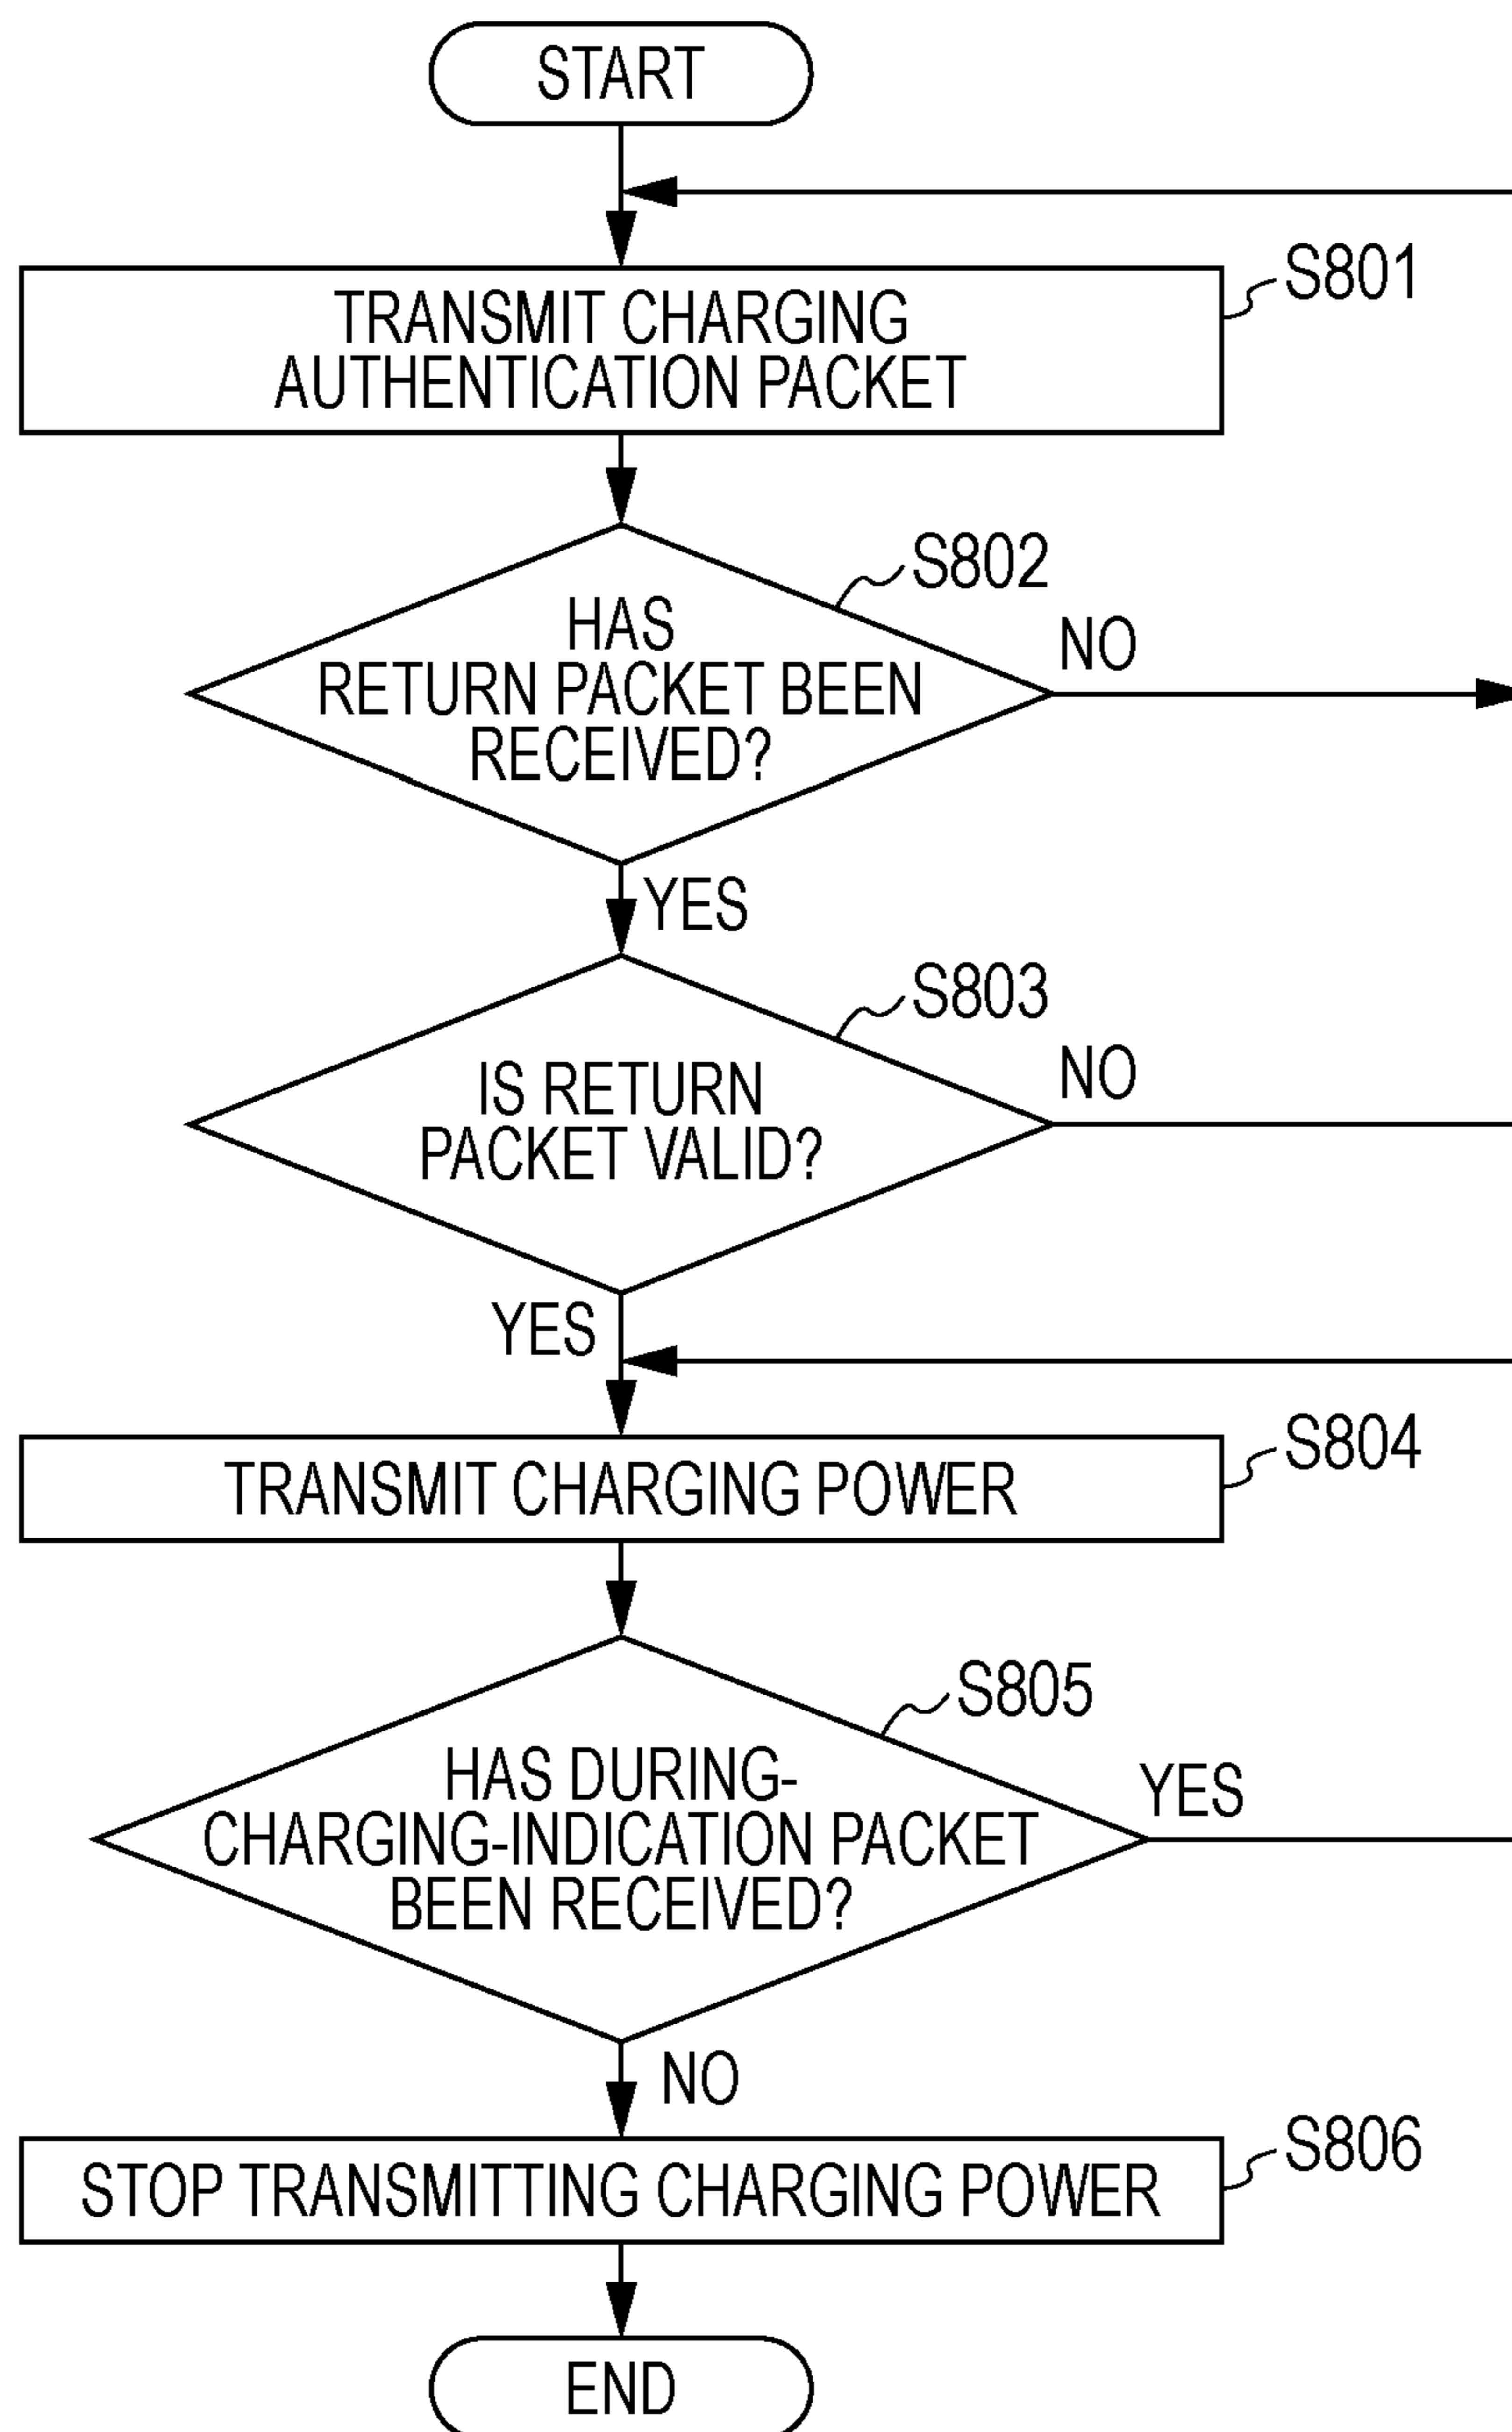 START
S801
TRANSMIT CHARGING
AUTHENTICATION PACKET
S802
HAS
RETURN PACKET BEEN
RECEIVED?
NO
YES
S803
IS RETURN
PACKET VALID?
NO
YES
S804
TRANSMIT CHARGING POWER
S805
HAS DURING-
CHARGING-INDICATION PACKET
BEEN RECEIVED?
YES
NO
S806
STOP TRANSMITTING CHARGING POWER
END